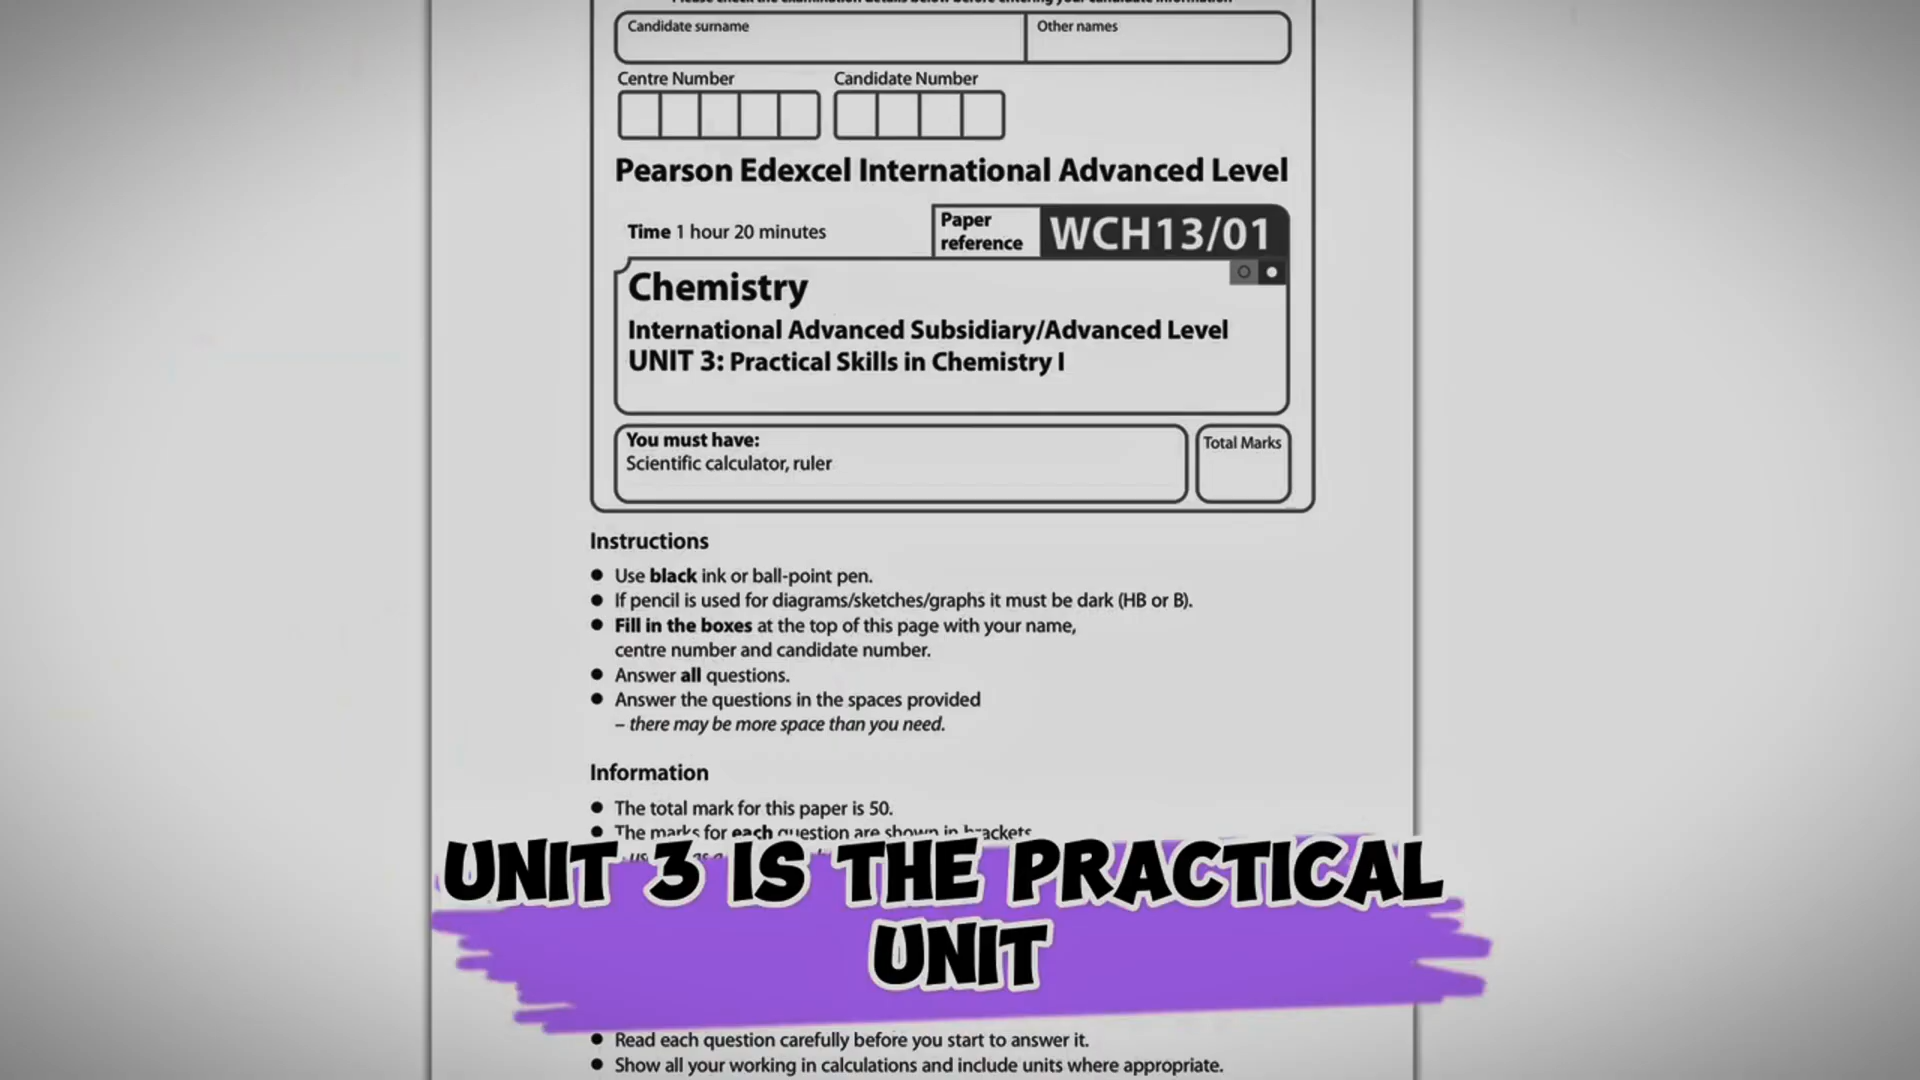 Candidate surname
Other names
Centre Number
Candidate Number
Pearson Edexcel International Advanced Level
Time 1 hour 20 minutes
Paper reference
WCH13/01
Chemistry
International Advanced Subsidiary/Advanced Level
UNIT 3: Practical Skills in Chemistry I
You must have:
Scientific calculator, ruler
Total Marks
Instructions
● Use black ink or ball-point pen.
● If pencil is used for diagrams/sketches/graphs it must be dark (HB or B).
● Fill in the boxes at the top of this page with your name,
centre number and candidate number.
● Answer all questions.
● Answer the questions in the spaces provided
– there may be more space than you need.
Information
● The total mark for this paper is 50.
● The marks for each question are shown in brackets
UNIT 3 IS THE PRACTICAL
UNIT
● Read each question carefully before you start to answer it.
● Show all your working in calculations and include units where appropriate.